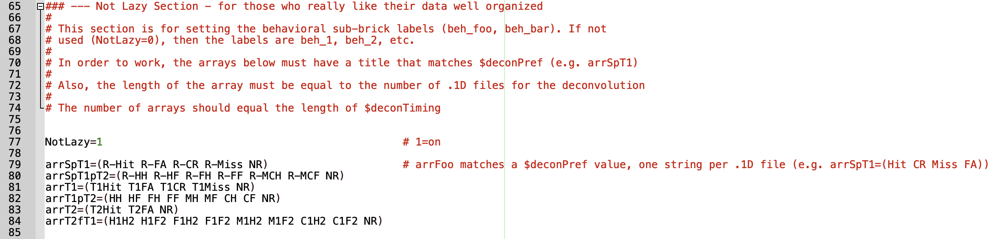 65 ### --- Not Lazy Section - for those who really like their data well organized
66 #
67 # This section is for setting the behavioral sub-brick labels (beh_foo, beh_bar). If not
68 # used (NotLazy=0), then the labels are beh_1, beh_2, etc.
69 #
70 # In order to work, the arrays below must have a title that matches $deconPref (e.g. arrSpT1)
71 #
72 # Also, the length of the array must be equal to the number of .1D files for the deconvolution
73 #
74 # The number of arrays should equal the length of $deconTiming
75
76
77 NotLazy=1 # 1=on
78
79 arrSpT1=(R-Hit R-FA R-CR R-Miss NR) # arrFoo matches a $deconPref value, one string per .1D file (e.g. arrSpT1=(Hit CR Miss FA))
80 arrSpT1pT2=(R-HH R-HF R-FH R-FF R-MCH R-MCF NR)
81 arrT1=(T1Hit T1FA T1CR T1Miss NR)
82 arrT1pT2=(HH HF FH FF MH MF CH CF NR)
83 arrT2=(T2Hit T2FA NR)
84 arrT2fT1=(H1H2 H1F2 F1H2 F1F2 M1H2 M1F2 C1H2 C1F2 NR)
85